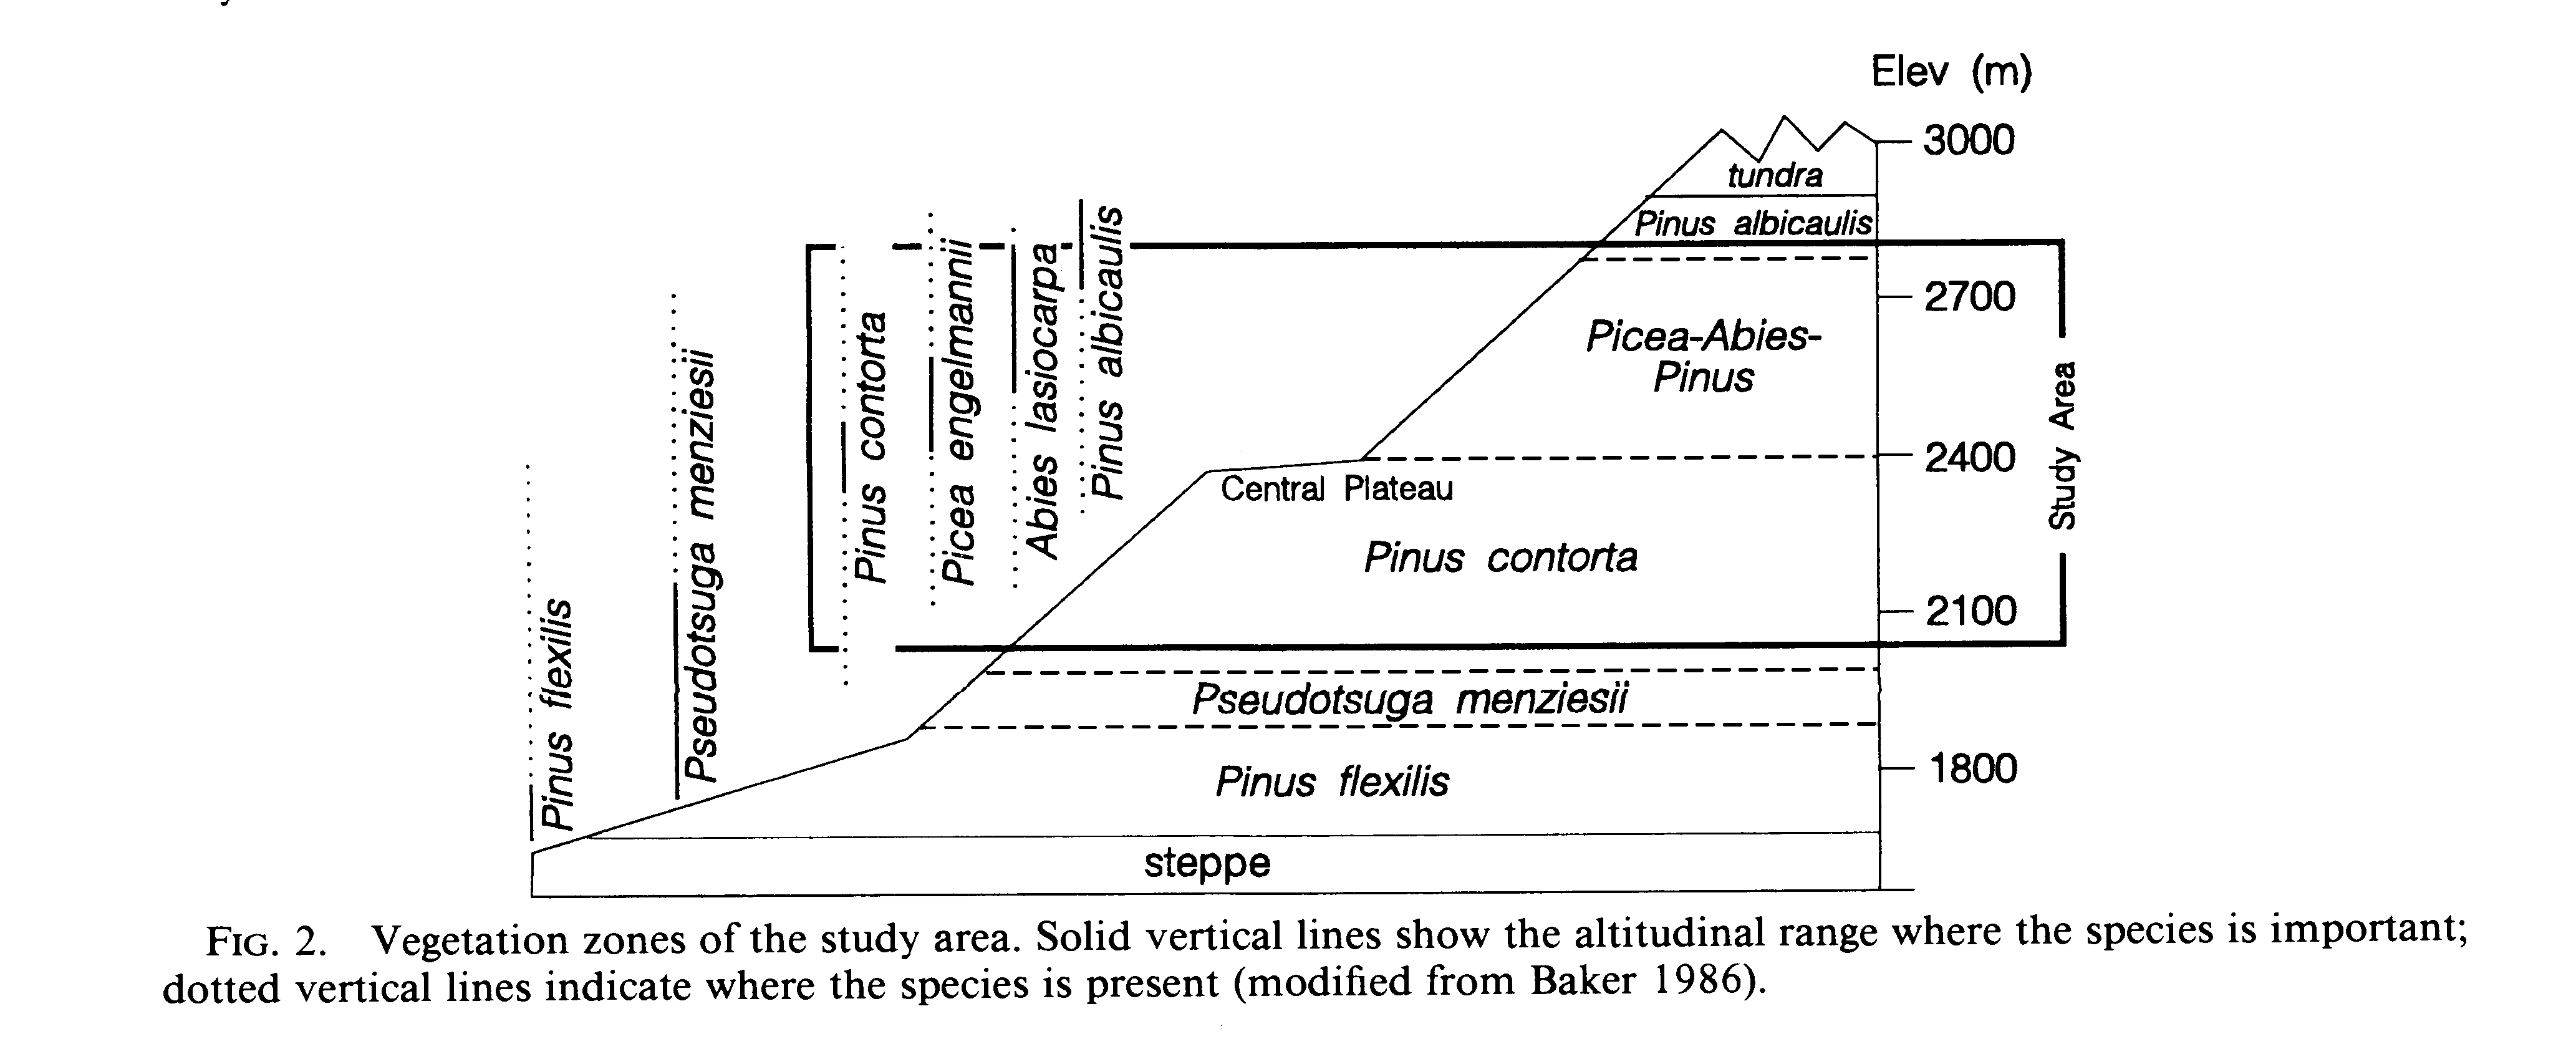 Elev (m)
3000
tundra
Pinus albicaulis
2700
Picea-Abies-
Pinus
2400
Central Plateau
Pinus contorta
2100
Study Area
Pseudotsuga menziesii
1800
Pinus flexilis
steppe
Pinus flexilis
Pseudotsuga menziesii
Pinus contorta
Picea engelmannii
Abies lasiocarpa
Pinus albicaulis
FIG. 2. Vegetation zones of the study area. Solid vertical lines show the altitudinal range where the species is important;
dotted vertical lines indicate where the species is present (modified from Baker 1986).